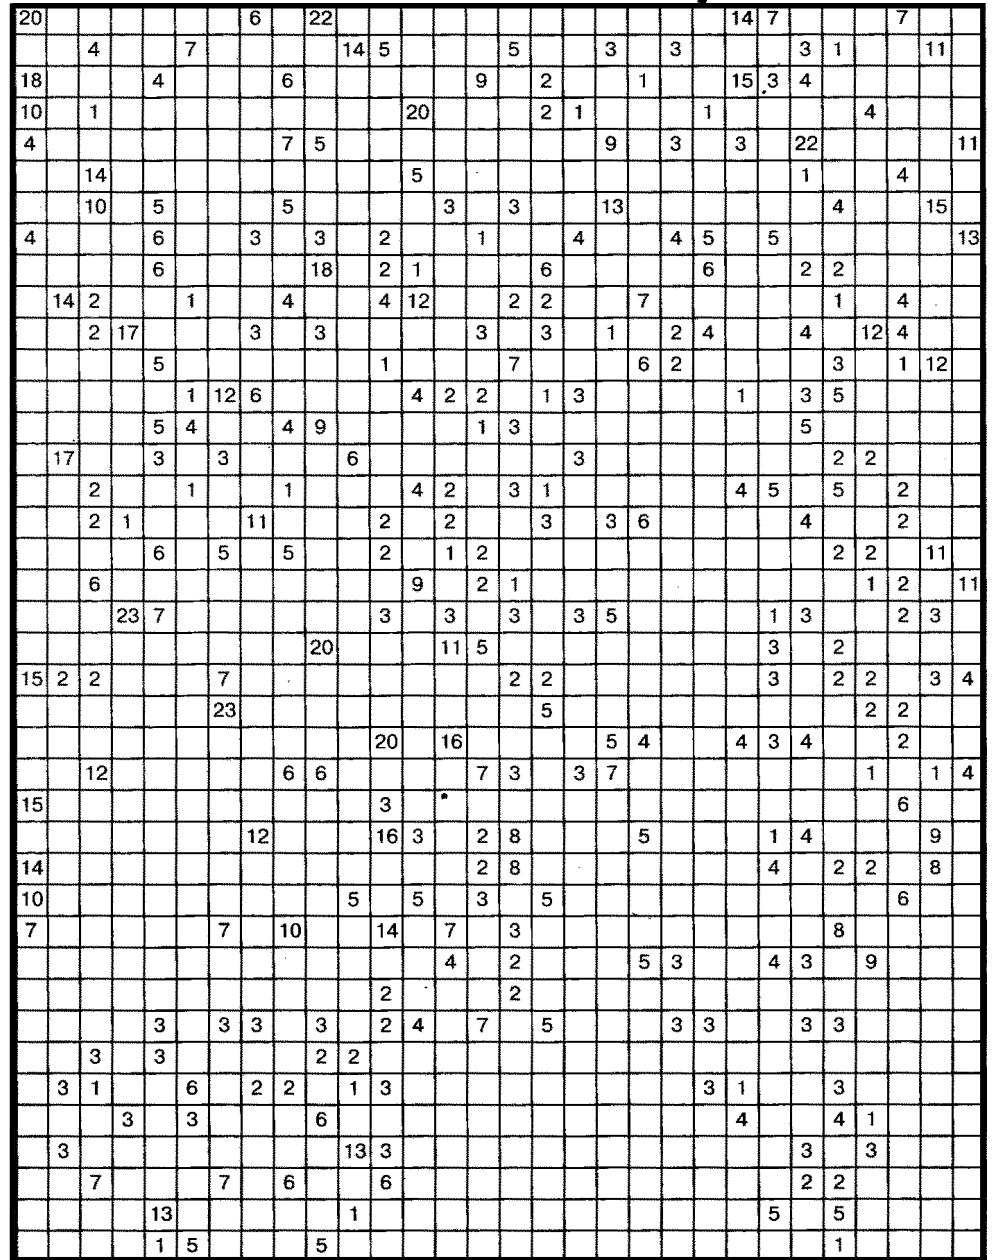 20 6 22 14 7 7
4 7 14 5 5 3 3 3 1 11
18 4 6 9 2 1 15 3 4
10 1 20 2 1 1 4
4 7 5 9 3 3 22 11
14 5 1 4
10 5 5 3 3 13 4 15
4 6 3 3 2 1 4 4 5 5 13
6 18 2 1 6 6 2 2
14 2 1 4 4 12 2 2 7 1 4
2 17 3 3 3 3 1 2 4 4 12 4
5 1 7 6 2 3 1 12
1 12 6 4 2 2 1 3 1 3 5
5 4 4 9 1 3 5
17 3 3 6 3 2 2
2 1 1 4 2 3 1 4 5 5 2
2 1 11 2 2 3 3 6 4 2
6 5 5 2 1 2 2 2 11
6 9 2 1 1 2 11
23 7 3 3 3 3 5 1 3 2 3
20 11 5 3 2
15 2 2 7 2 2 3 2 2 3 4
23 5 2 2
20 16 5 4 4 3 4 2
12 6 6 7 3 3 7 1 1 4
15 3 6
12 16 3 2 8 5 1 4 9
14 2 8 4 2 2 8
10 5 5 3 5 6
7 7 10 14 7 3 8
4 2 5 3 4 3 9
2 2
3 3 3 3 2 4 7 5 3 3 3 3
3 3 2 2
3 1 6 2 2 1 3 3 1 3
3 3 6 4 4 1
3 13 3 3 3
7 7 6 6 2 2
13 1 5 5
1 5 5 1